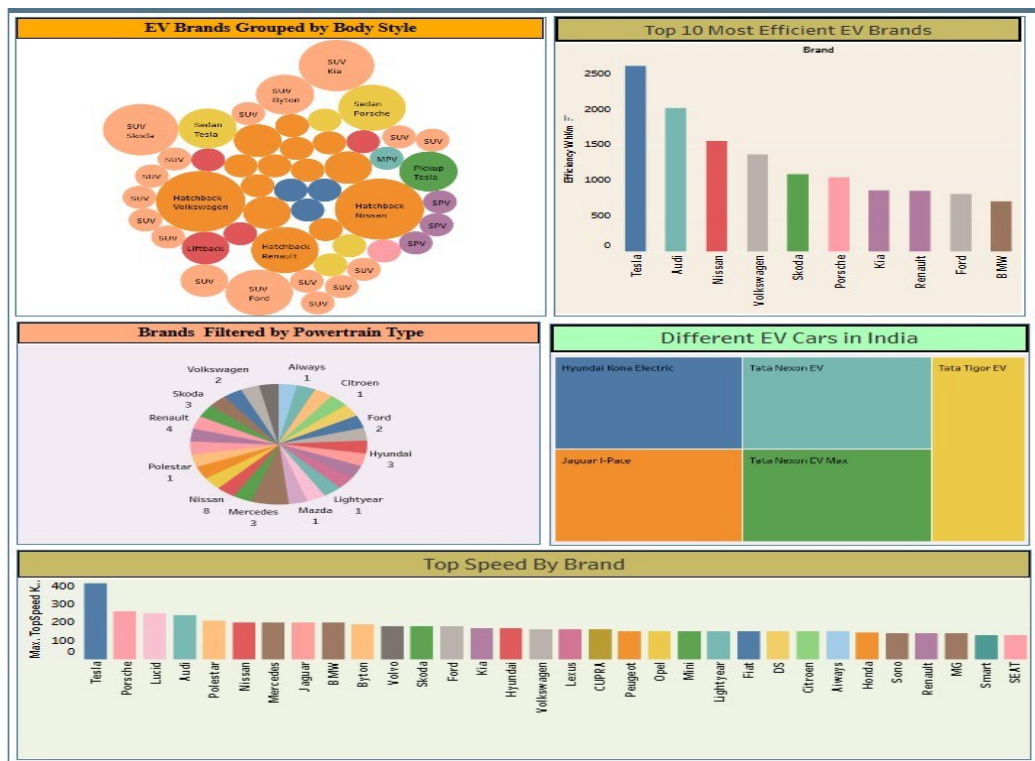 EV Brands Grouped by Body Style
SUV
Kia
SUV
Byton
Sedan
Porsche
SUV
SUV
Skoda
Sedan
Tesla
SUV
SUV
SUV
MPV
Pickup
Tesla
SUV
SUV
Hatchback
Volkswagen
Hatchback
Nissan
SPV
SUV
SUV
SPV
SUV
SPV
Liftback
Hatchback
Renault
SUV
SUV
SUV
Ford
SUV
SUV
SUV
Top 10 Most Efficient EV Brands
Brand
Efficiency
2500
2000
1500
1000
500
0
Tesla
Audi
Nissan
Volkswagen
Skoda
Porsche
Kia
Renault
Ford
BMW
Brands Filtered by Powertrain Type
Volkswagen
2
Aiways
1
Citroen
1
Skoda
3
Ford
2
Renault
4
Hyundai
3
Polestar
1
Lightyear
1
Nissan
8
Mercedes
3
Mazda
1
Different EV Cars in India
Hyundai Kona Electric
Tata Nexon EV
Tata Tigor EV
Jaguar I-Pace
Tata Nexon EV Max
Top Speed By Brand
Max. TopSpeed K..
400
300
200
100
0
Tesla
Porsche
Lucid
Audi
Polestar
Nissan
Mercedes
Jaguar
BMW
Byton
Volvo
Skoda
Ford
Kia
Hyundai
Volkswagen
Lexus
CUPRA
Peugeot
Opel
Mini
Lightyear
Fiat
DS
Citroen
Aiways
Honda
Sono
Renault
MG
Smart
SEAT